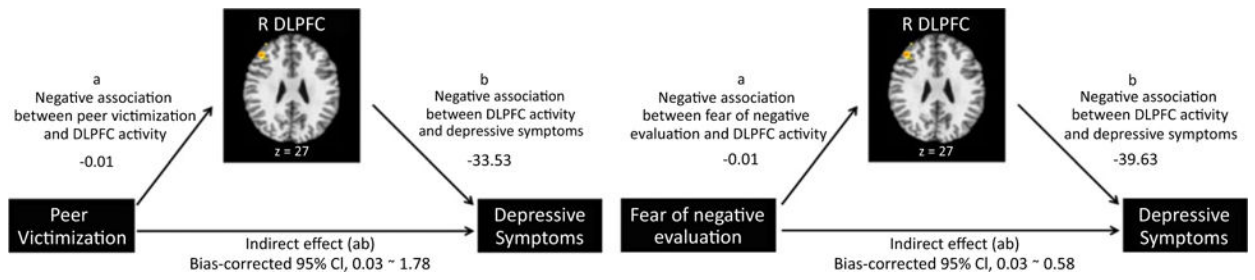 R DLPFC
z = 27
a
Negative association
between peer victimization
and DLPFC activity
-0.01
b
Negative association
between DLPFC activity
and depressive symptoms
-33.53
Peer
Victimization
Depressive
Symptoms
Indirect effect (ab)
Bias-corrected 95% CI, 0.03 ~ 1.78
R DLPFC
z = 27
a
Negative association
between fear of negative
evaluation and DLPFC activity
-0.01
b
Negative association
between DLPFC activity
and depressive symptoms
-39.63
Fear of negative
evaluation
Depressive
Symptoms
Indirect effect (ab)
Bias-corrected 95% CI, 0.03 ~ 0.58